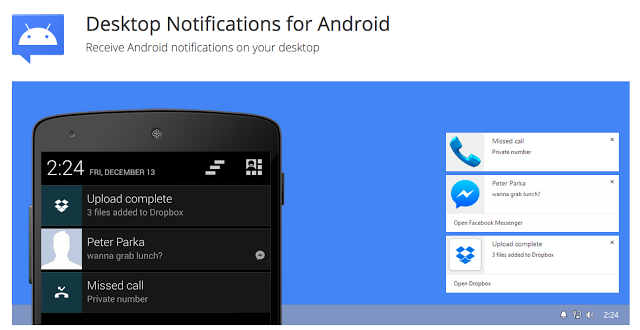 Desktop Notifications for Android
Receive Android notifications on your desktop
2:24 FRI, DECEMBER 13
Upload complete
3 files added to Dropbox
Peter Parka
wanna grab lunch?
Missed call
Private number
Missed call
Private number
Peter Parka
wanna grab lunch?
Open Facebook Messenger
Upload complete
3 files added to Dropbox
Open Dropbox
2:24